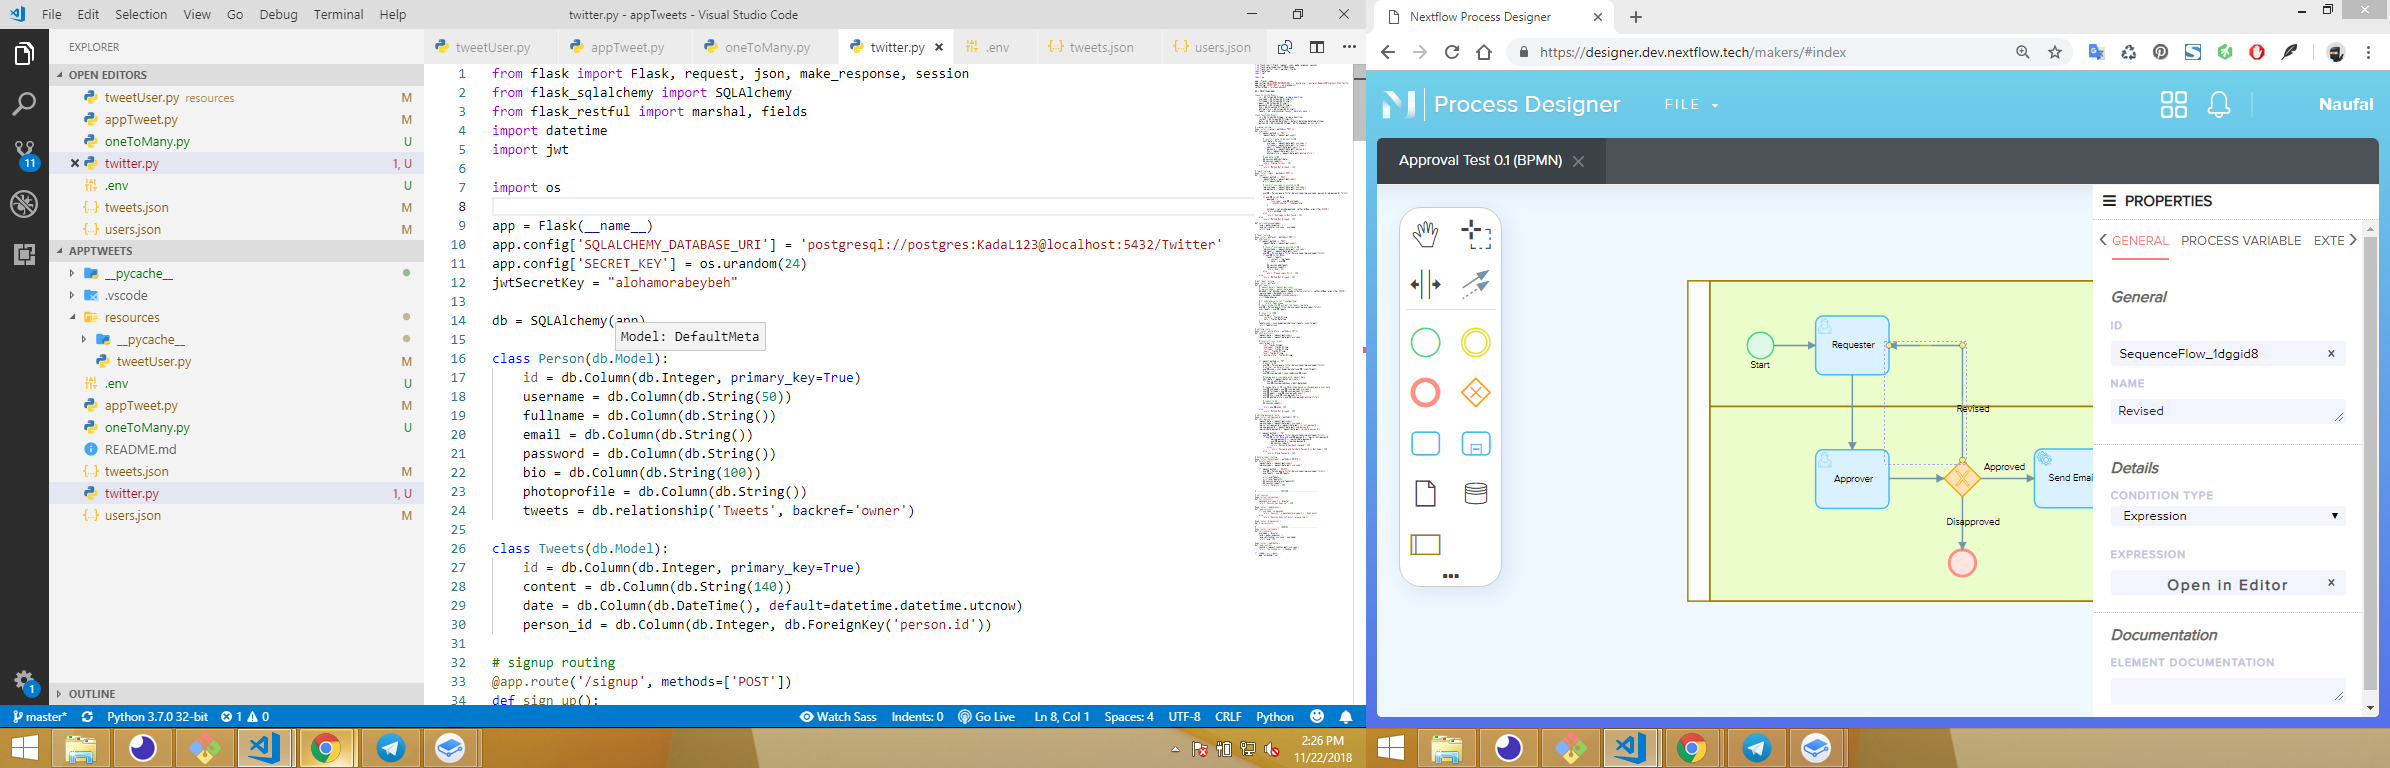 File Edit Selection View Go Debug Terminal Help
twitter.py - appTweets - Visual Studio Code
EXPLORER
OPEN EDITORS
tweetUser.py resources M
appTweet.py M
oneToMany.py U
twitter.py 1, U
.env U
tweets.json M
users.json M
APPTWEETS
__pycache__
.vscode
resources
__pycache__
tweetUser.py M
.env U
appTweet.py M
oneToMany.py U
README.md
tweets.json M
twitter.py 1, U
users.json M
OUTLINE
11
1
tweetUser.py appTweet.py oneToMany.py twitter.py .env tweets.json users.json
1 from flask import Flask, request, json, make_response, session
2 from flask_sqlalchemy import SQLAlchemy
3 from flask_restful import marshal, fields
4 import datetime
5 import jwt
6
7 import os
8
9 app = Flask(__name__)
10 app.config['SQLALCHEMY_DATABASE_URI'] = 'postgresql://postgres:KadaL123@localhost:5432/Twitter'
11 app.config['SECRET_KEY'] = os.urandom(24)
12 jwtSecretKey = "alohamorabeybeh"
13
14 db = SQLAlchemy(app)
Model: DefaultMeta
15
16 class Person(db.Model):
17 id = db.Column(db.Integer, primary_key=True)
18 username = db.Column(db.String(50))
19 fullname = db.Column(db.String())
20 email = db.Column(db.String())
21 password = db.Column(db.String())
22 bio = db.Column(db.String(100))
23 photoprofile = db.Column(db.String())
24 tweets = db.relationship('Tweets', backref='owner')
25
26 class Tweets(db.Model):
27 id = db.Column(db.Integer, primary_key=True)
28 content = db.Column(db.String(140))
29 date = db.Column(db.DateTime(), default=datetime.datetime.utcnow)
30 person_id = db.Column(db.Integer, db.ForeignKey('person.id'))
31
32 # signup routing
33 @app.route('/signup', methods=['POST'])
34 def sign_up():
master* Python 3.7.0 32-bit 1 0 Watch Sass Indents: 0 Go Live Ln 8, Col 1 Spaces: 4 UTF-8 CRLF Python
2:26 PM
11/22/2018
Nextflow Process Designer
https://designer.dev.nextflow.tech/makers/#index
Process Designer FILE Naufal
Approval Test 0.1 (BPMN)
Start
Requester
Revised
Approver
Approved
Send Emai
Disapproved
PROPERTIES
GENERAL PROCESS VARIABLE EXTE
General
ID
SequenceFlow_1dggid8
NAME
Revised
Details
CONDITION TYPE
Expression
EXPRESSION
Open in Editor
Documentation
ELEMENT DOCUMENTATION